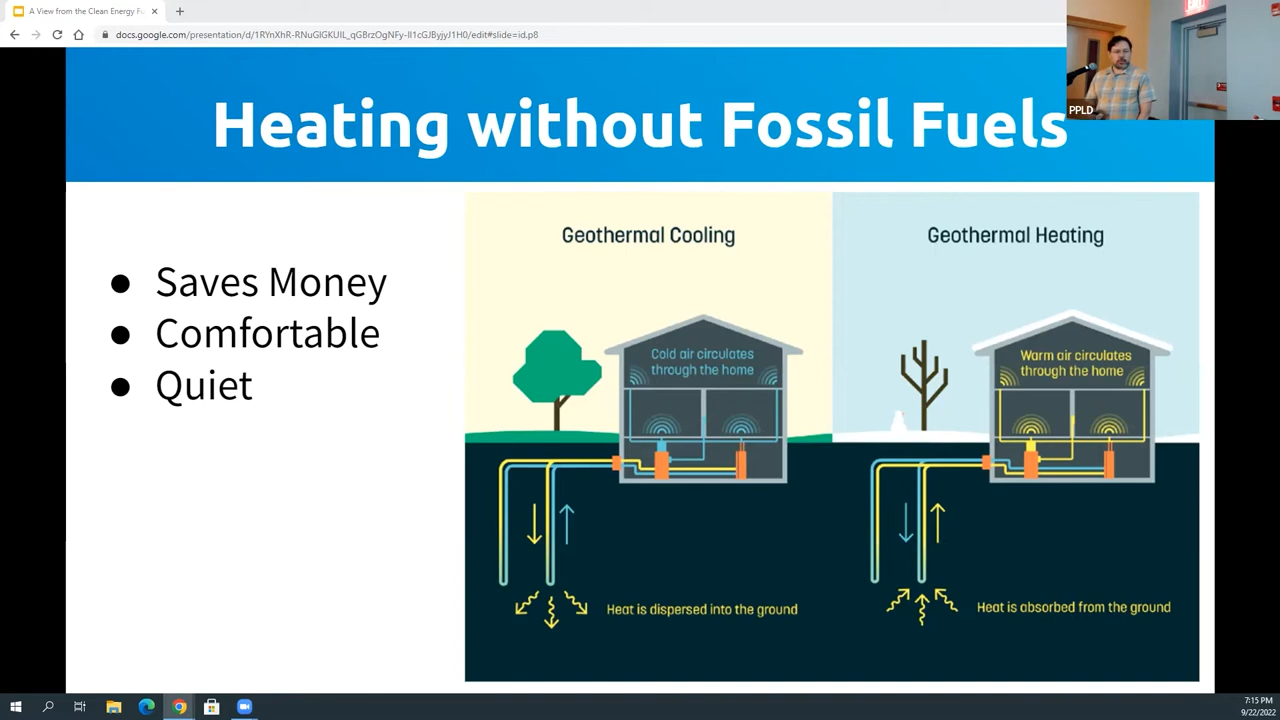 A View from the Clean Energy Fu
docs.google.com/presentation/d/1RYnXhR-RNuGlGKUIL_qGBrzOgNFy-II1cGJByjyJ1H0/edit#slide=id.p8
EXIT
PPLD
Heating without Fossil Fuels
● Saves Money
● Comfortable
● Quiet
Geothermal Cooling
Cold air circulates
through the home
Heat is dispersed into the ground
Geothermal Heating
Warm air circulates
through the home
Heat is absorbed from the ground
7:15 PM
9/22/2022